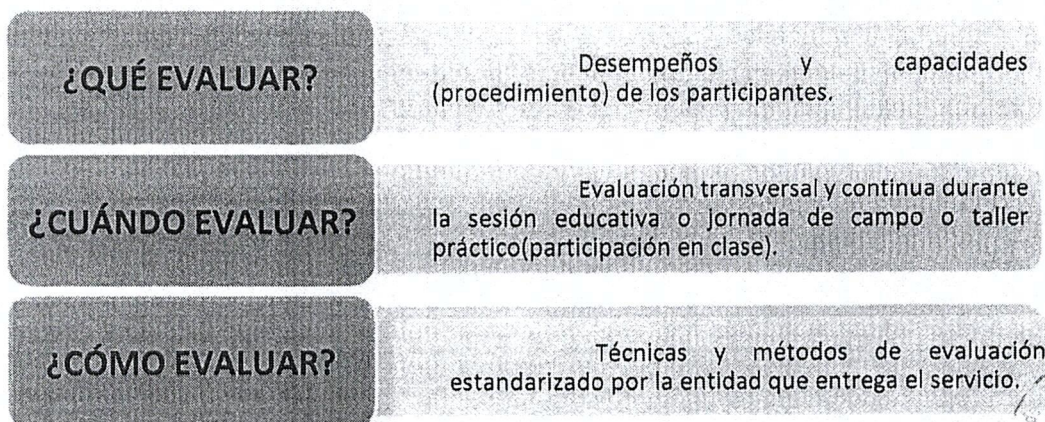 ¿QUÉ EVALUAR?
Desempeños y capacidades
(procedimiento) de los participantes.
¿CUÁNDO EVALUAR?
Evaluación transversal y continua durante
la sesión educativa o jornada de campo o taller
práctico(participación en clase).
¿CÓMO EVALUAR?
Técnicas y métodos de evaluación
estandarizado por la entidad que entrega el servicio.